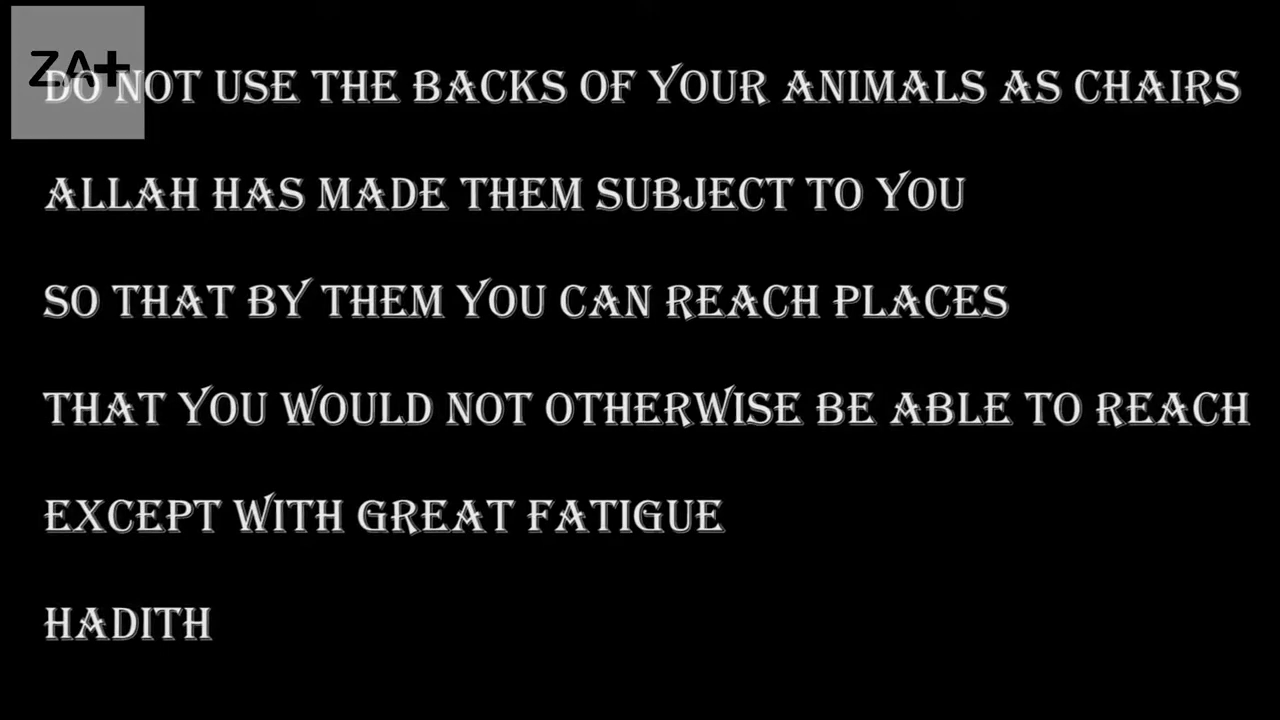 ZA+
DO NOT USE THE BACKS OF YOUR ANIMALS AS CHAIRS
ALLAH HAS MADE THEM SUBJECT TO YOU
SO THAT BY THEM YOU CAN REACH PLACES
THAT YOU WOULD NOT OTHERWISE BE ABLE TO REACH
EXCEPT WITH GREAT FATIGUE
HADITH